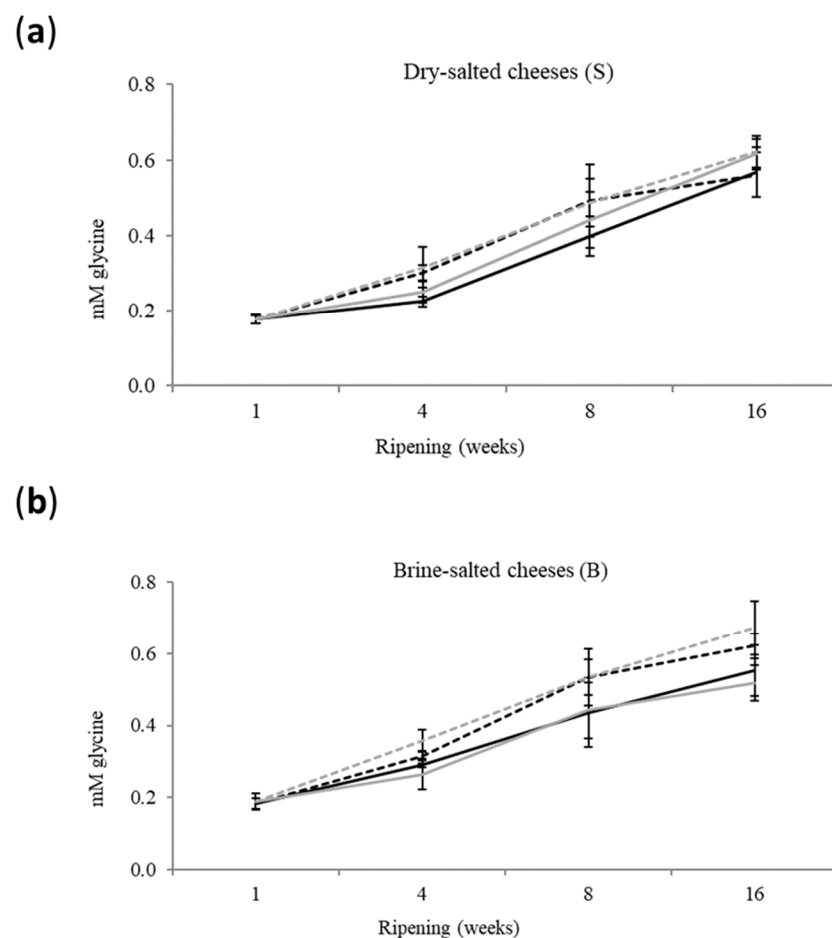 (a)
Dry-salted cheeses (S)
0.8
0.6
0.4
0.2
0.0
mM glycine
1 4 8 16
Ripening (weeks)
(b)
Brine-salted cheeses (B)
0.8
0.6
0.4
0.2
0.0
mM glycine
1 4 8 16
Ripening (weeks)